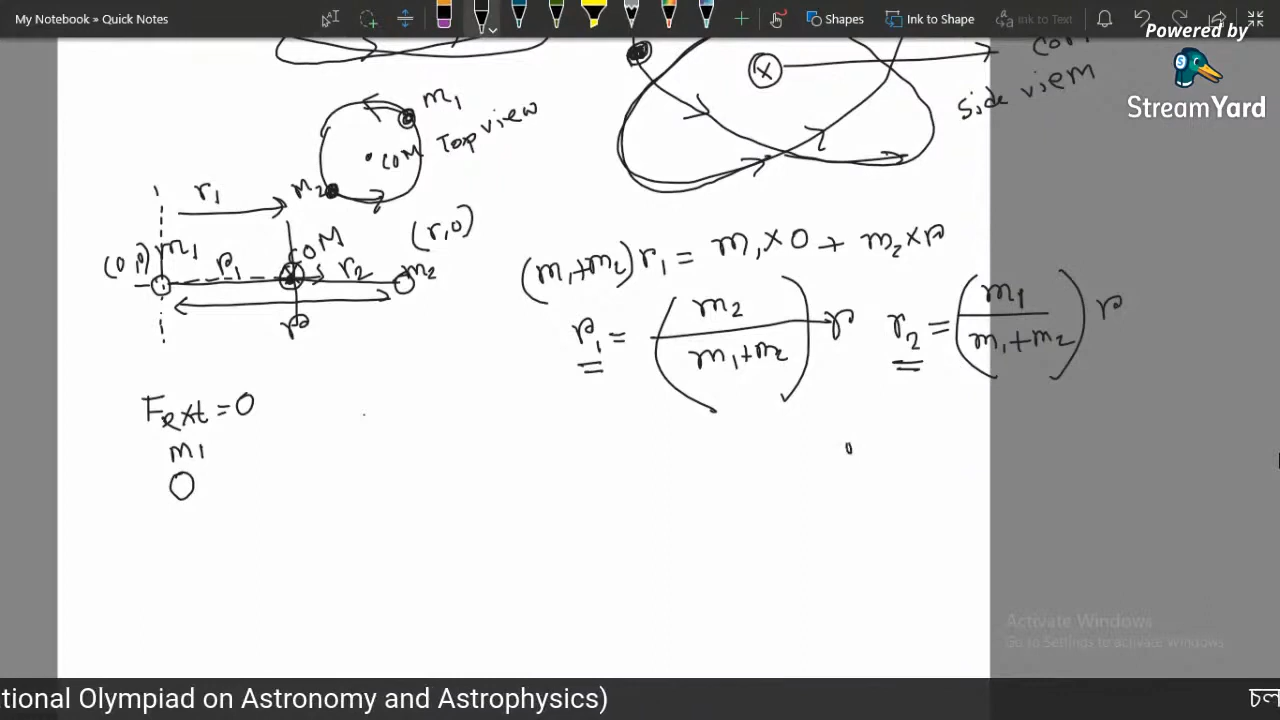 My Notebook » Quick Notes
Shapes
Ink to Shape
Ink to Text
Powered by
StreamYard
Side view
m1
Top view
COM
m2
r1
(r,0)
(0,0)
m1
r1
r2
m2
r
(m1+m2)r1 = m1×0 + m2×r
r1 = (m2/(m1+m2)) r
r2 = (m1/(m1+m2)) r
Fext = 0
m1
Activate Windows
Go to Settings to activate Windows.
tional Olympiad on Astronomy and Astrophysics)